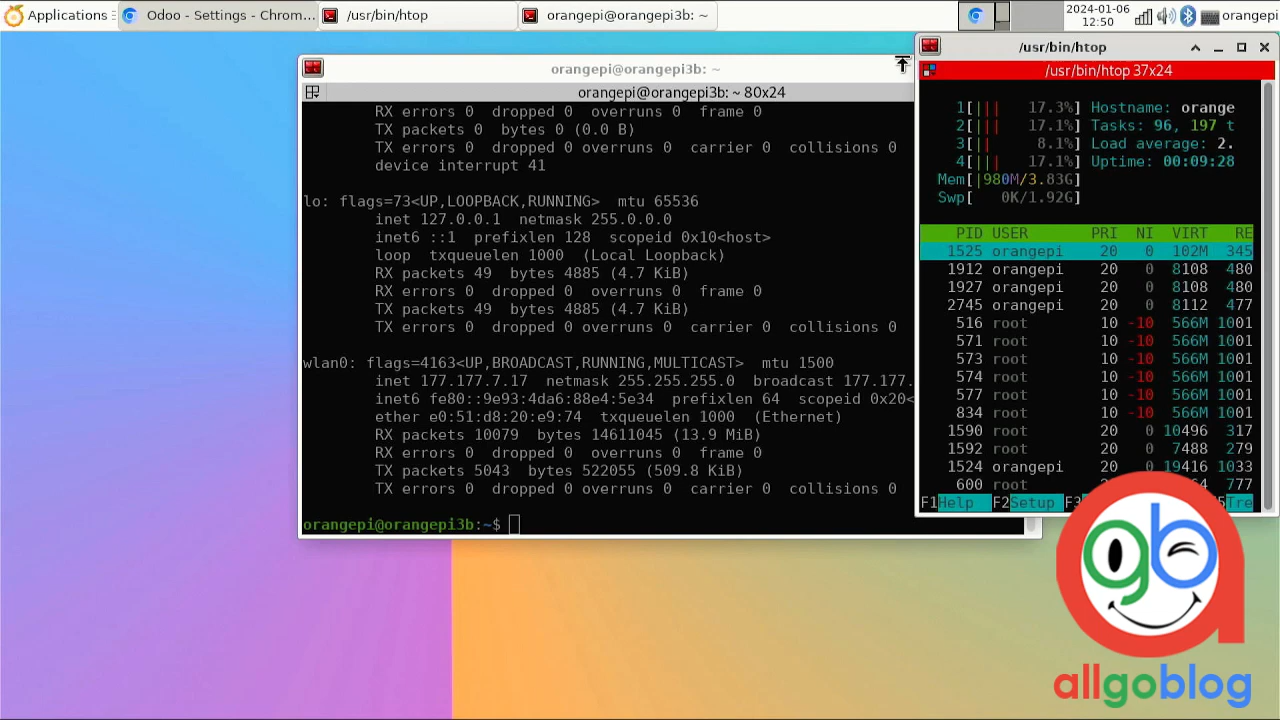 Applications
Odoo - Settings - Chrom...
/usr/bin/htop
orangepi@orangepi3b: ~
2024-01-06
12:50
orangepi
orangepi@orangepi3b: ~
orangepi@orangepi3b: ~ 80x24
RX errors 0 dropped 0 overruns 0 frame 0
TX packets 0 bytes 0 (0.0 B)
TX errors 0 dropped 0 overruns 0 carrier 0 collisions 0
device interrupt 41
lo: flags=73<UP,LOOPBACK,RUNNING> mtu 65536
inet 127.0.0.1 netmask 255.0.0.0
inet6 ::1 prefixlen 128 scopeid 0x10<host>
loop txqueuelen 1000 (Local Loopback)
RX packets 49 bytes 4885 (4.7 KiB)
RX errors 0 dropped 0 overruns 0 frame 0
TX packets 49 bytes 4885 (4.7 KiB)
TX errors 0 dropped 0 overruns 0 carrier 0 collisions 0
wlan0: flags=4163<UP,BROADCAST,RUNNING,MULTICAST> mtu 1500
inet 177.177.7.17 netmask 255.255.255.0 broadcast 177.177.
inet6 fe80::9e93:4da6:88e4:5e34 prefixlen 64 scopeid 0x20<
ether e0:51:d8:20:e9:74 txqueuelen 1000 (Ethernet)
RX packets 10079 bytes 14611045 (13.9 MiB)
RX errors 0 dropped 0 overruns 0 frame 0
TX packets 5043 bytes 522055 (509.8 KiB)
TX errors 0 dropped 0 overruns 0 carrier 0 collisions 0
orangepi@orangepi3b:~$
/usr/bin/htop
/usr/bin/htop 37x24
1[||| 17.3%] Hostname: orange
2[||| 17.1%] Tasks: 96, 197 t
3[|| 8.1%] Load average: 2.
4[||| 17.1%] Uptime: 00:09:28
Mem[|980M/3.83G]
Swp[ 0K/1.92G]
PID USER PRI NI VIRT RE
1525 orangepi 20 0 102M 345
1912 orangepi 20 0 8108 480
1927 orangepi 20 0 8108 480
2745 orangepi 20 0 8112 477
516 root 10 -10 566M 1001
571 root 10 -10 566M 1001
573 root 10 -10 566M 1001
574 root 10 -10 566M 1001
577 root 10 -10 566M 1001
834 root 10 -10 566M 1001
1590 root 20 0 10496 317
1592 root 20 0 7488 279
1524 orangepi 20 0 19416 1033
600 root 777
F1Help F2Setup F3 Tre
gb
allgoblog